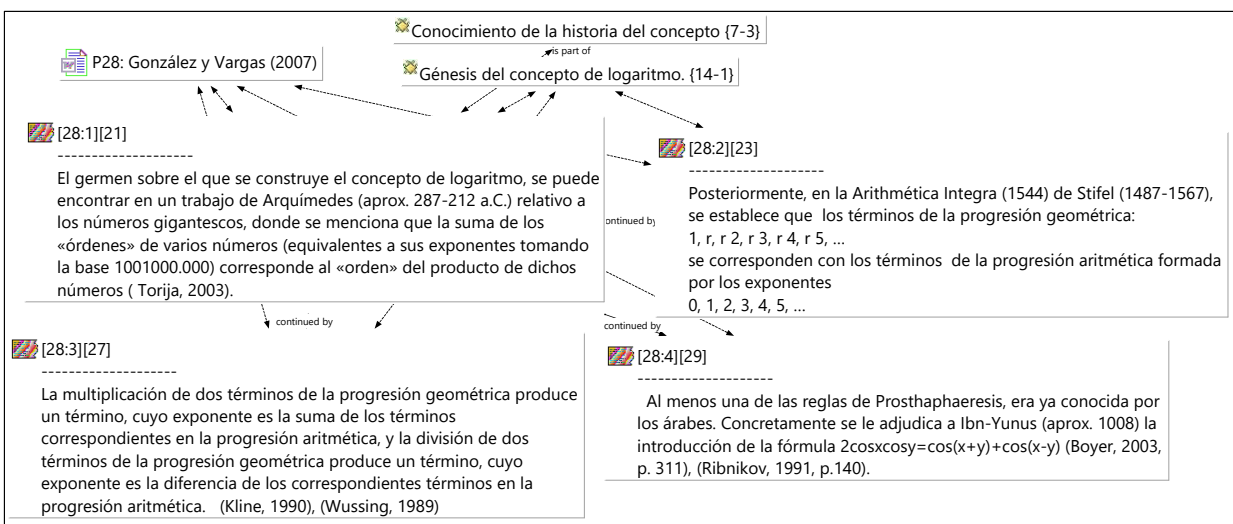 Conocimiento de la historia del concepto {7-3}
is part of
P28: González y Vargas (2007)
Génesis del concepto de logaritmo. {14-1}
[28:1][21]
--------------------
El germen sobre el que se construye el concepto de logaritmo, se puede
encontrar en un trabajo de Arquímedes (aprox. 287-212 a.C.) relativo a
los números gigantescos, donde se menciona que la suma de los
«órdenes» de varios números (equivalentes a sus exponentes tomando
la base 1001000.000) corresponde al «orden» del producto de dichos
números ( Torija, 2003).
continued by
[28:2][23]
--------------------
Posteriormente, en la Arithmética Integra (1544) de Stifel (1487-1567),
se establece que los términos de la progresión geométrica:
1, r, r 2, r 3, r 4, r 5, ...
se corresponden con los términos de la progresión aritmética formada
por los exponentes
0, 1, 2, 3, 4, 5, ...
continued by
continued by
[28:3][27]
--------------------
La multiplicación de dos términos de la progresión geométrica produce
un término, cuyo exponente es la suma de los términos
correspondientes en la progresión aritmética, y la división de dos
términos de la progresión geométrica produce un término, cuyo
exponente es la diferencia de los correspondientes términos en la
progresión aritmética. (Kline, 1990), (Wussing, 1989)
[28:4][29]
--------------------
Al menos una de las reglas de Prosthaphaeresis, era ya conocida por
los árabes. Concretamente se le adjudica a Ibn-Yunus (aprox. 1008) la
introducción de la fórmula 2cosxcosy=cos(x+y)+cos(x-y) (Boyer, 2003,
p. 311), (Ribnikov, 1991, p.140).